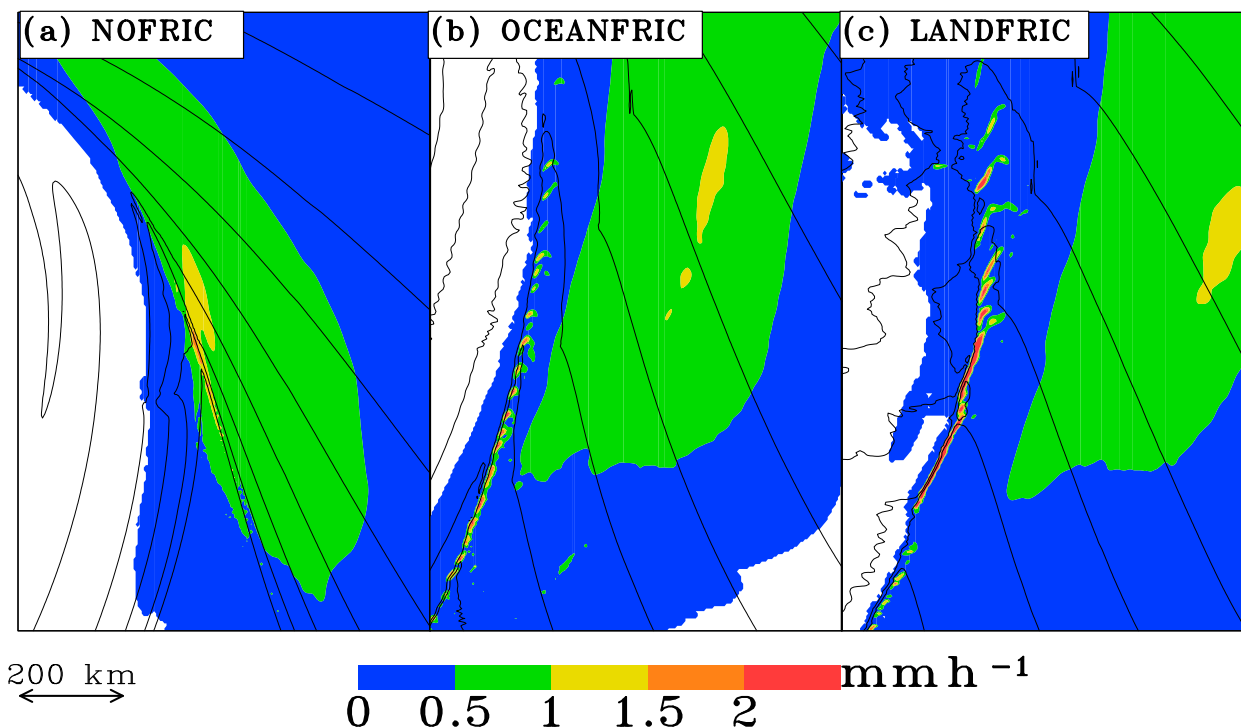 (a) NOFRIC
(b) OCEANFRIC
(c) LANDFRIC
200 km
mm h⁻¹
0 0.5 1 1.5 2